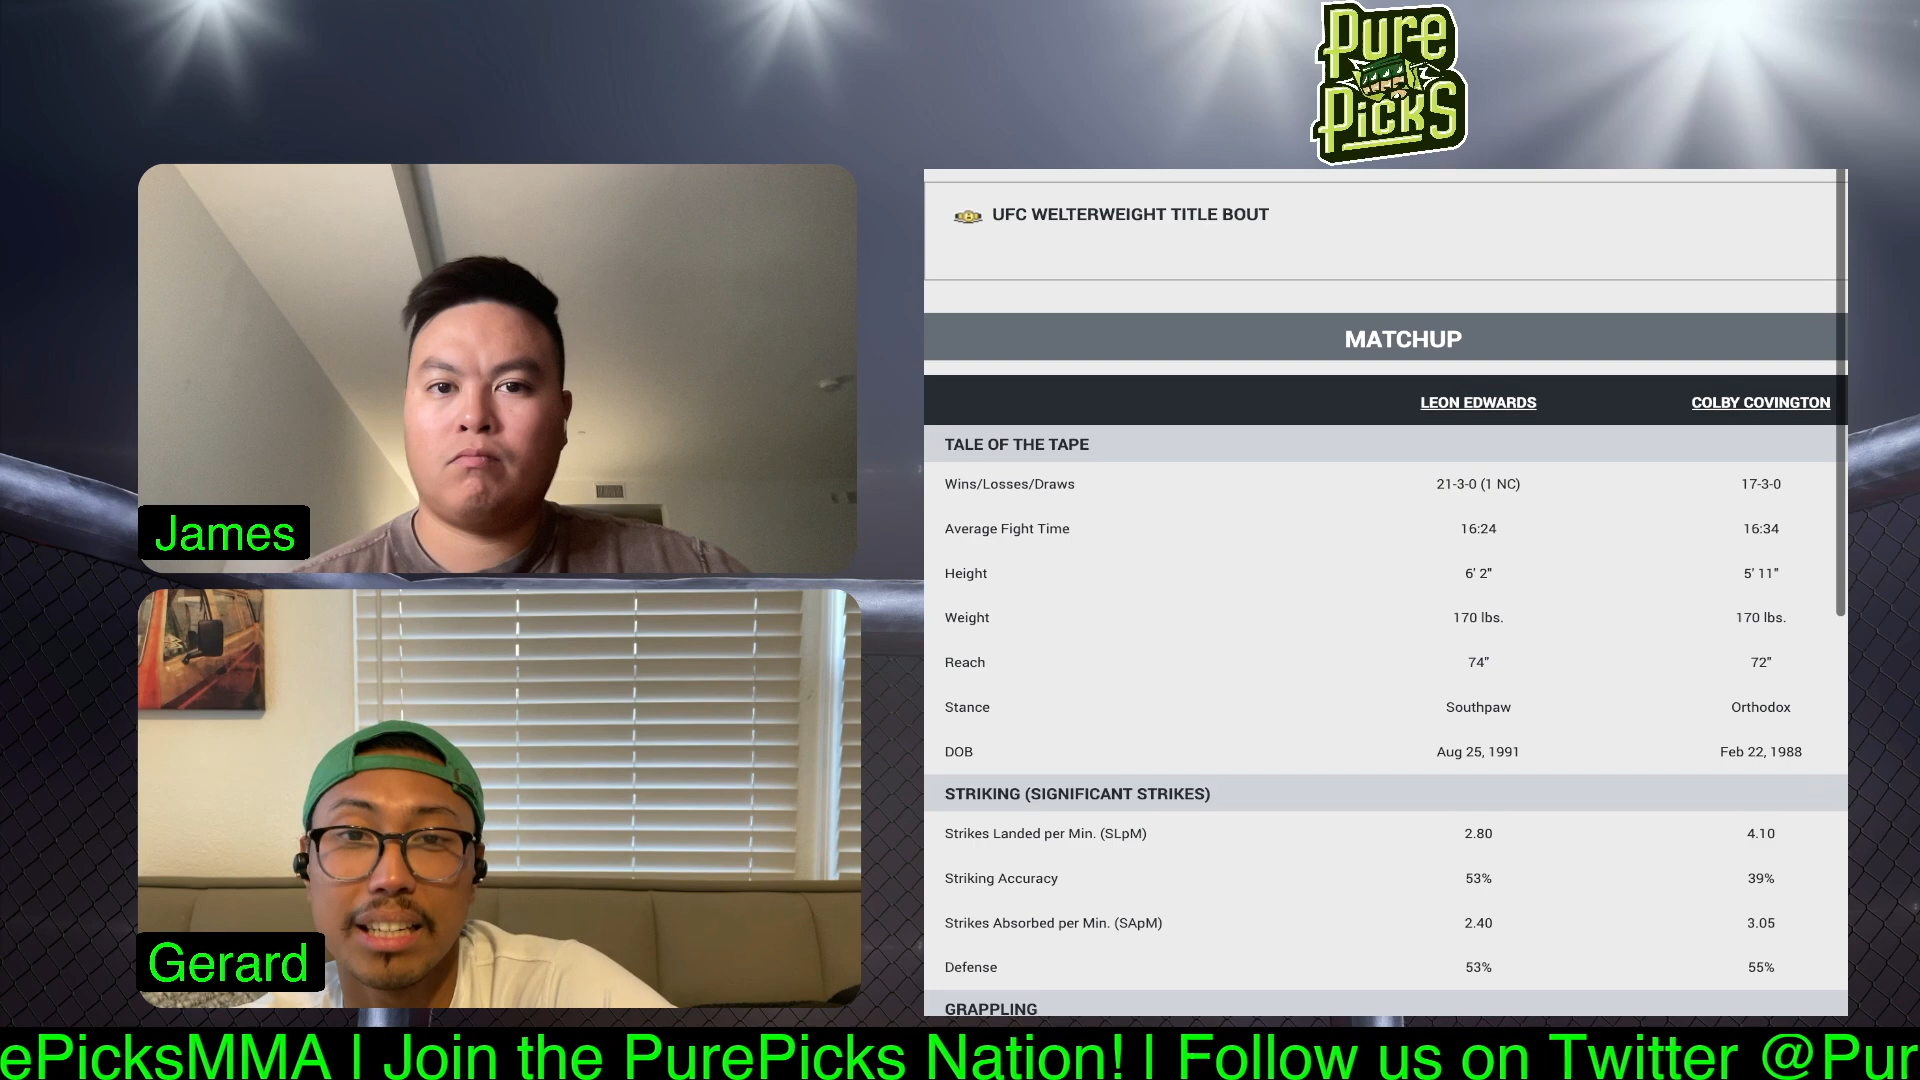 Pure
Picks
James
Gerard
UFC WELTERWEIGHT TITLE BOUT
MATCHUP
LEON EDWARDS COLBY COVINGTON
TALE OF THE TAPE
Wins/Losses/Draws 21-3-0 (1 NC) 17-3-0
Average Fight Time 16:24 16:34
Height 6' 2" 5' 11"
Weight 170 lbs. 170 lbs.
Reach 74" 72"
Stance Southpaw Orthodox
DOB Aug 25, 1991 Feb 22, 1988
STRIKING (SIGNIFICANT STRIKES)
Strikes Landed per Min. (SLpM) 2.80 4.10
Striking Accuracy 53% 39%
Strikes Absorbed per Min. (SApM) 2.40 3.05
Defense 53% 55%
GRAPPLING
ePicksMMA | Join the PurePicks Nation! | Follow us on Twitter @Pur